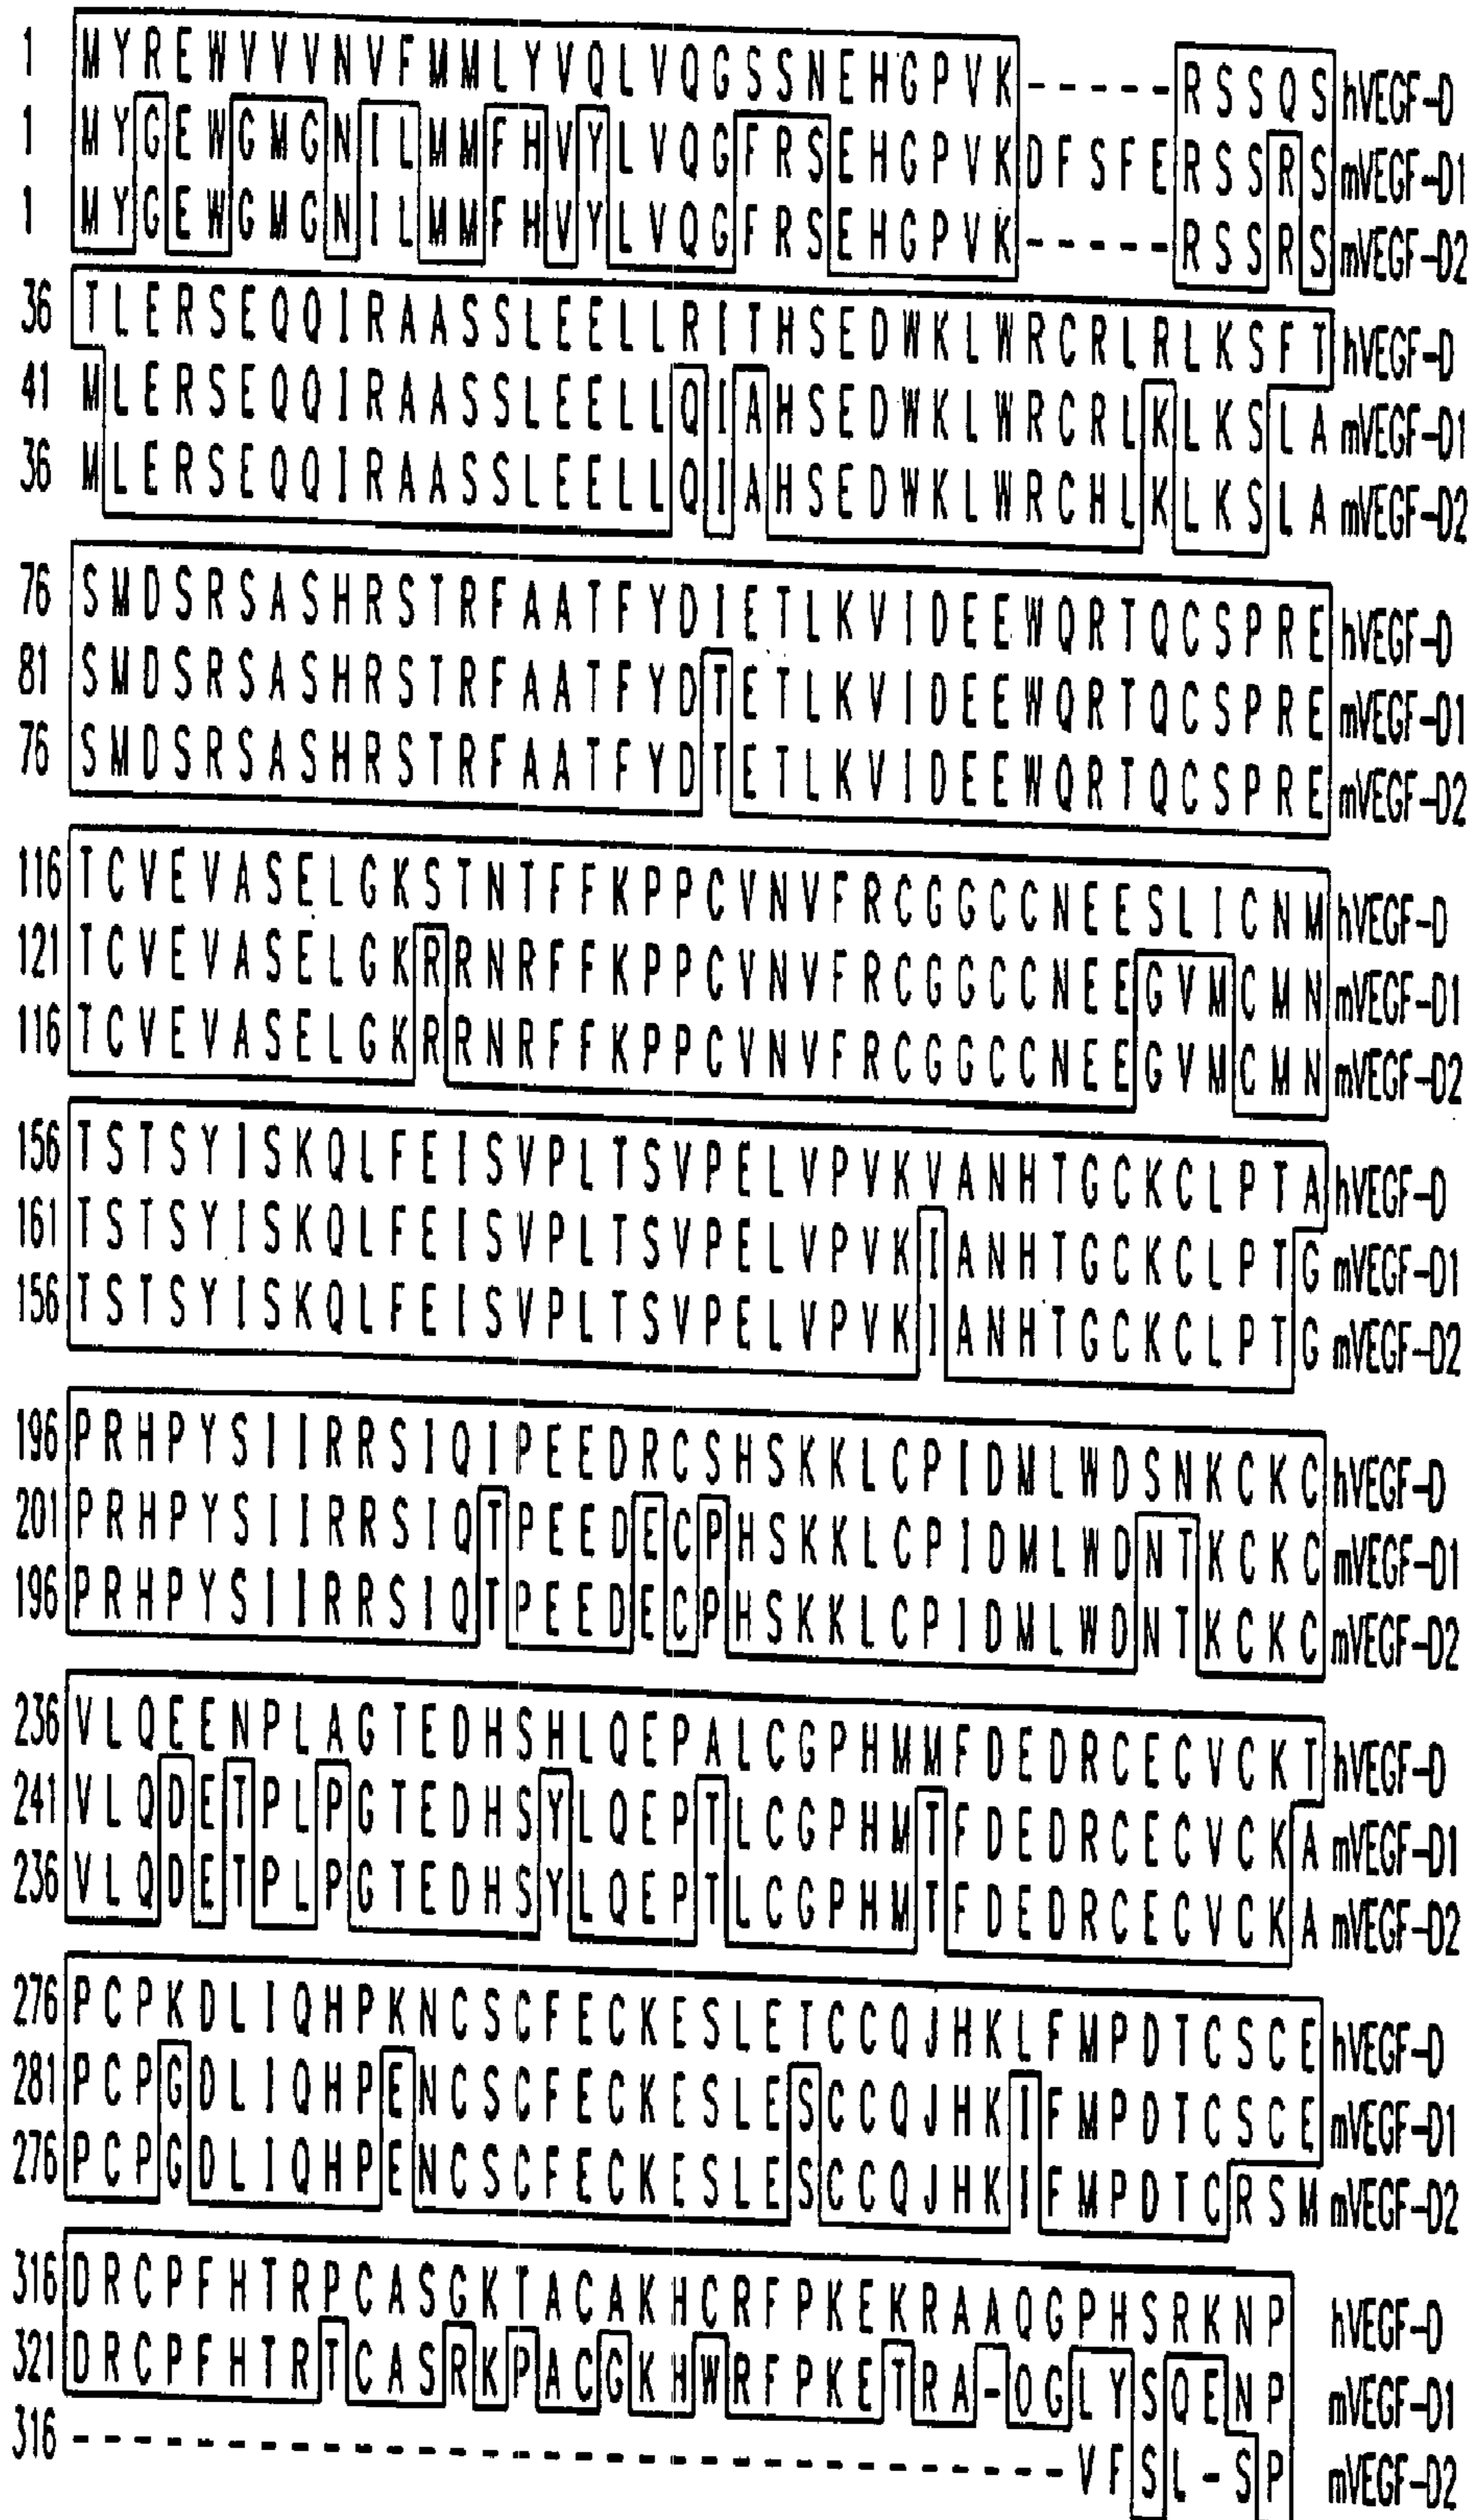 1 M Y R E W V V V N V F M M L Y V Q L V Q G S S N E H G P V K - - - - - R S S Q S hVEGF-D
1 M Y G E W G M G N I L M M F H V Y L V Q G F R S E H G P V K D F S F E R S S R S mVEGF-D1
1 M Y G E W G M G N I L M M F H V Y L V Q G F R S E H G P V K - - - - - R S S R S mVEGF-D2
36 T L E R S E Q Q I R A A S S L E E L L R I T H S E D W K L W R C R L R L K S F T hVEGF-D
41 M L E R S E Q Q I R A A S S L E E L L Q I A H S E D W K L W R C R L K L K S L A mVEGF-D1
36 M L E R S E Q Q I R A A S S L E E L L Q I A H S E D W K L W R C H L K L K S L A mVEGF-D2
76 S M D S R S A S H R S T R F A A T F Y D I E T L K V I D E E W Q R T Q C S P R E hVEGF-D
81 S M D S R S A S H R S T R F A A T F Y D T E T L K V I D E E W Q R T Q C S P R E mVEGF-D1
76 S M D S R S A S H R S T R F A A T F Y D T E T L K V I D E E W Q R T Q C S P R E mVEGF-D2
116 T C V E V A S E L G K S T N T F F K P P C V N V F R C G G C C N E E S L I C N M hVEGF-D
121 T C V E V A S E L G K R R N R F F K P P C V N V F R C G G C C N E E G V M C M N mVEGF-D1
116 T C V E V A S E L G K R R N R F F K P P C V N V F R C G G C C N E E G V M C M N mVEGF-D2
156 T S T S Y I S K Q L F E I S V P L T S V P E L V P V K V A N H T G C K C L P T A hVEGF-D
161 T S T S Y I S K Q L F E I S V P L T S V P E L V P V K I A N H T G C K C L P T G mVEGF-D1
156 T S T S Y I S K Q L F E I S V P L T S V P E L V P V K I A N H T G C K C L P T G mVEGF-D2
196 P R H P Y S I I R R S I Q I P E E D R C S H S K K L C P I D M L W D S N K C K C hVEGF-D
201 P R H P Y S I I R R S I Q T P E E D E C P H S K K L C P I D M L W D N T K C K C mVEGF-D1
196 P R H P Y S I I R R S I Q T P E E D E C P H S K K L C P I D M L W D N T K C K C mVEGF-D2
236 V L Q E E N P L A G T E D H S H L Q E P A L C G P H M M F D E D R C E C V C K T hVEGF-D
241 V L Q D E T P L P G T E D H S Y L Q E P T L C G P H M T F D E D R C E C V C K A mVEGF-D1
236 V L Q D E T P L P G T E D H S Y L Q E P T L C G P H M T F D E D R C E C V C K A mVEGF-D2
276 P C P K D L I Q H P K N C S C F E C K E S L E T C C Q J H K L F M P D T C S C E hVEGF-D
281 P C P G D L I Q H P E N C S C F E C K E S L E S C C Q J H K I F M P D T C S C E mVEGF-D1
276 P C P G D L I Q H P E N C S C F E C K E S L E S C C Q J H K I F M P D T C R S M mVEGF-D2
316 D R C P F H T R P C A S G K T A C A K H C R F P K E K R A A Q G P H S R K N P hVEGF-D
321 D R C P F H T R T C A S R K P A C G K H W R F P K E T R A - Q G L Y S Q E N P mVEGF-D1
316 - - - - - - - - - - - - - - - - - - - - - - - - - - - - - - - - V F S L - S P mVEGF-D2